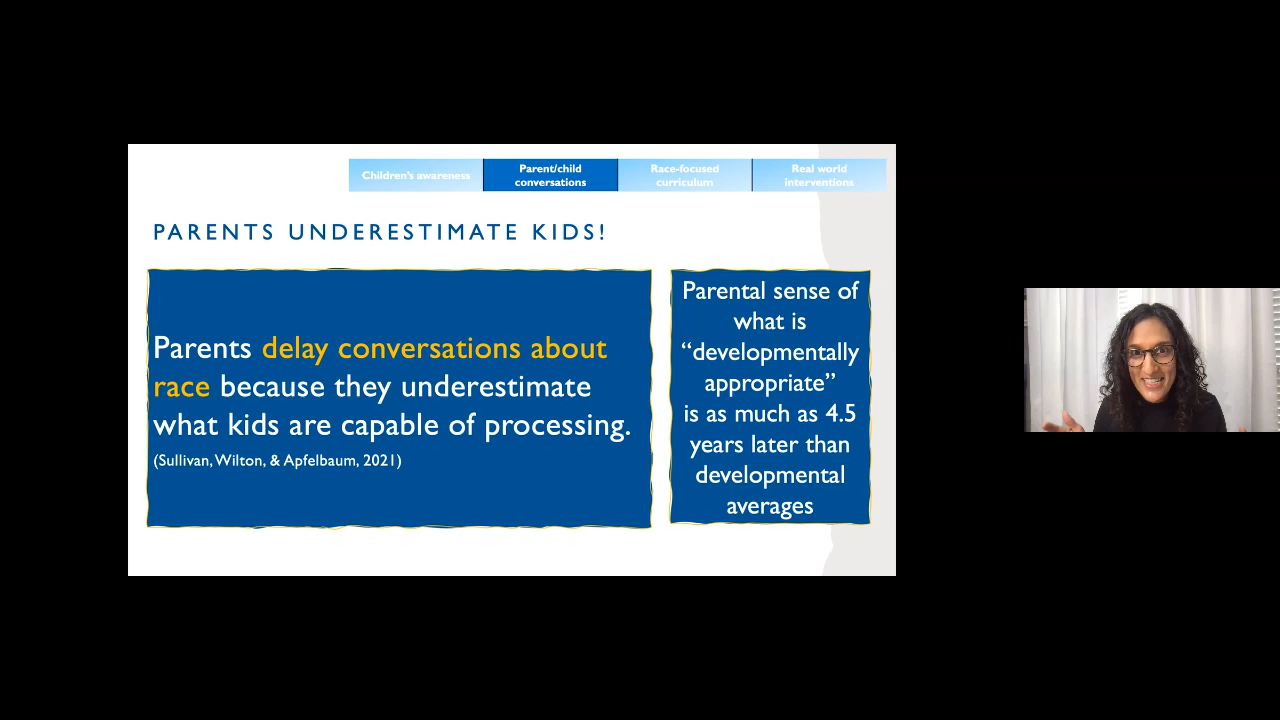 Children's awareness
Parent/child
conversations
Race-focused
curriculum
Real world
interventions
PARENTS UNDERESTIMATE KIDS!
Parents delay conversations about
race because they underestimate
what kids are capable of processing.
(Sullivan, Wilton, & Apfelbaum, 2021)
Parental sense of
what is
“developmentally
appropriate”
is as much as 4.5
years later than
developmental
averages